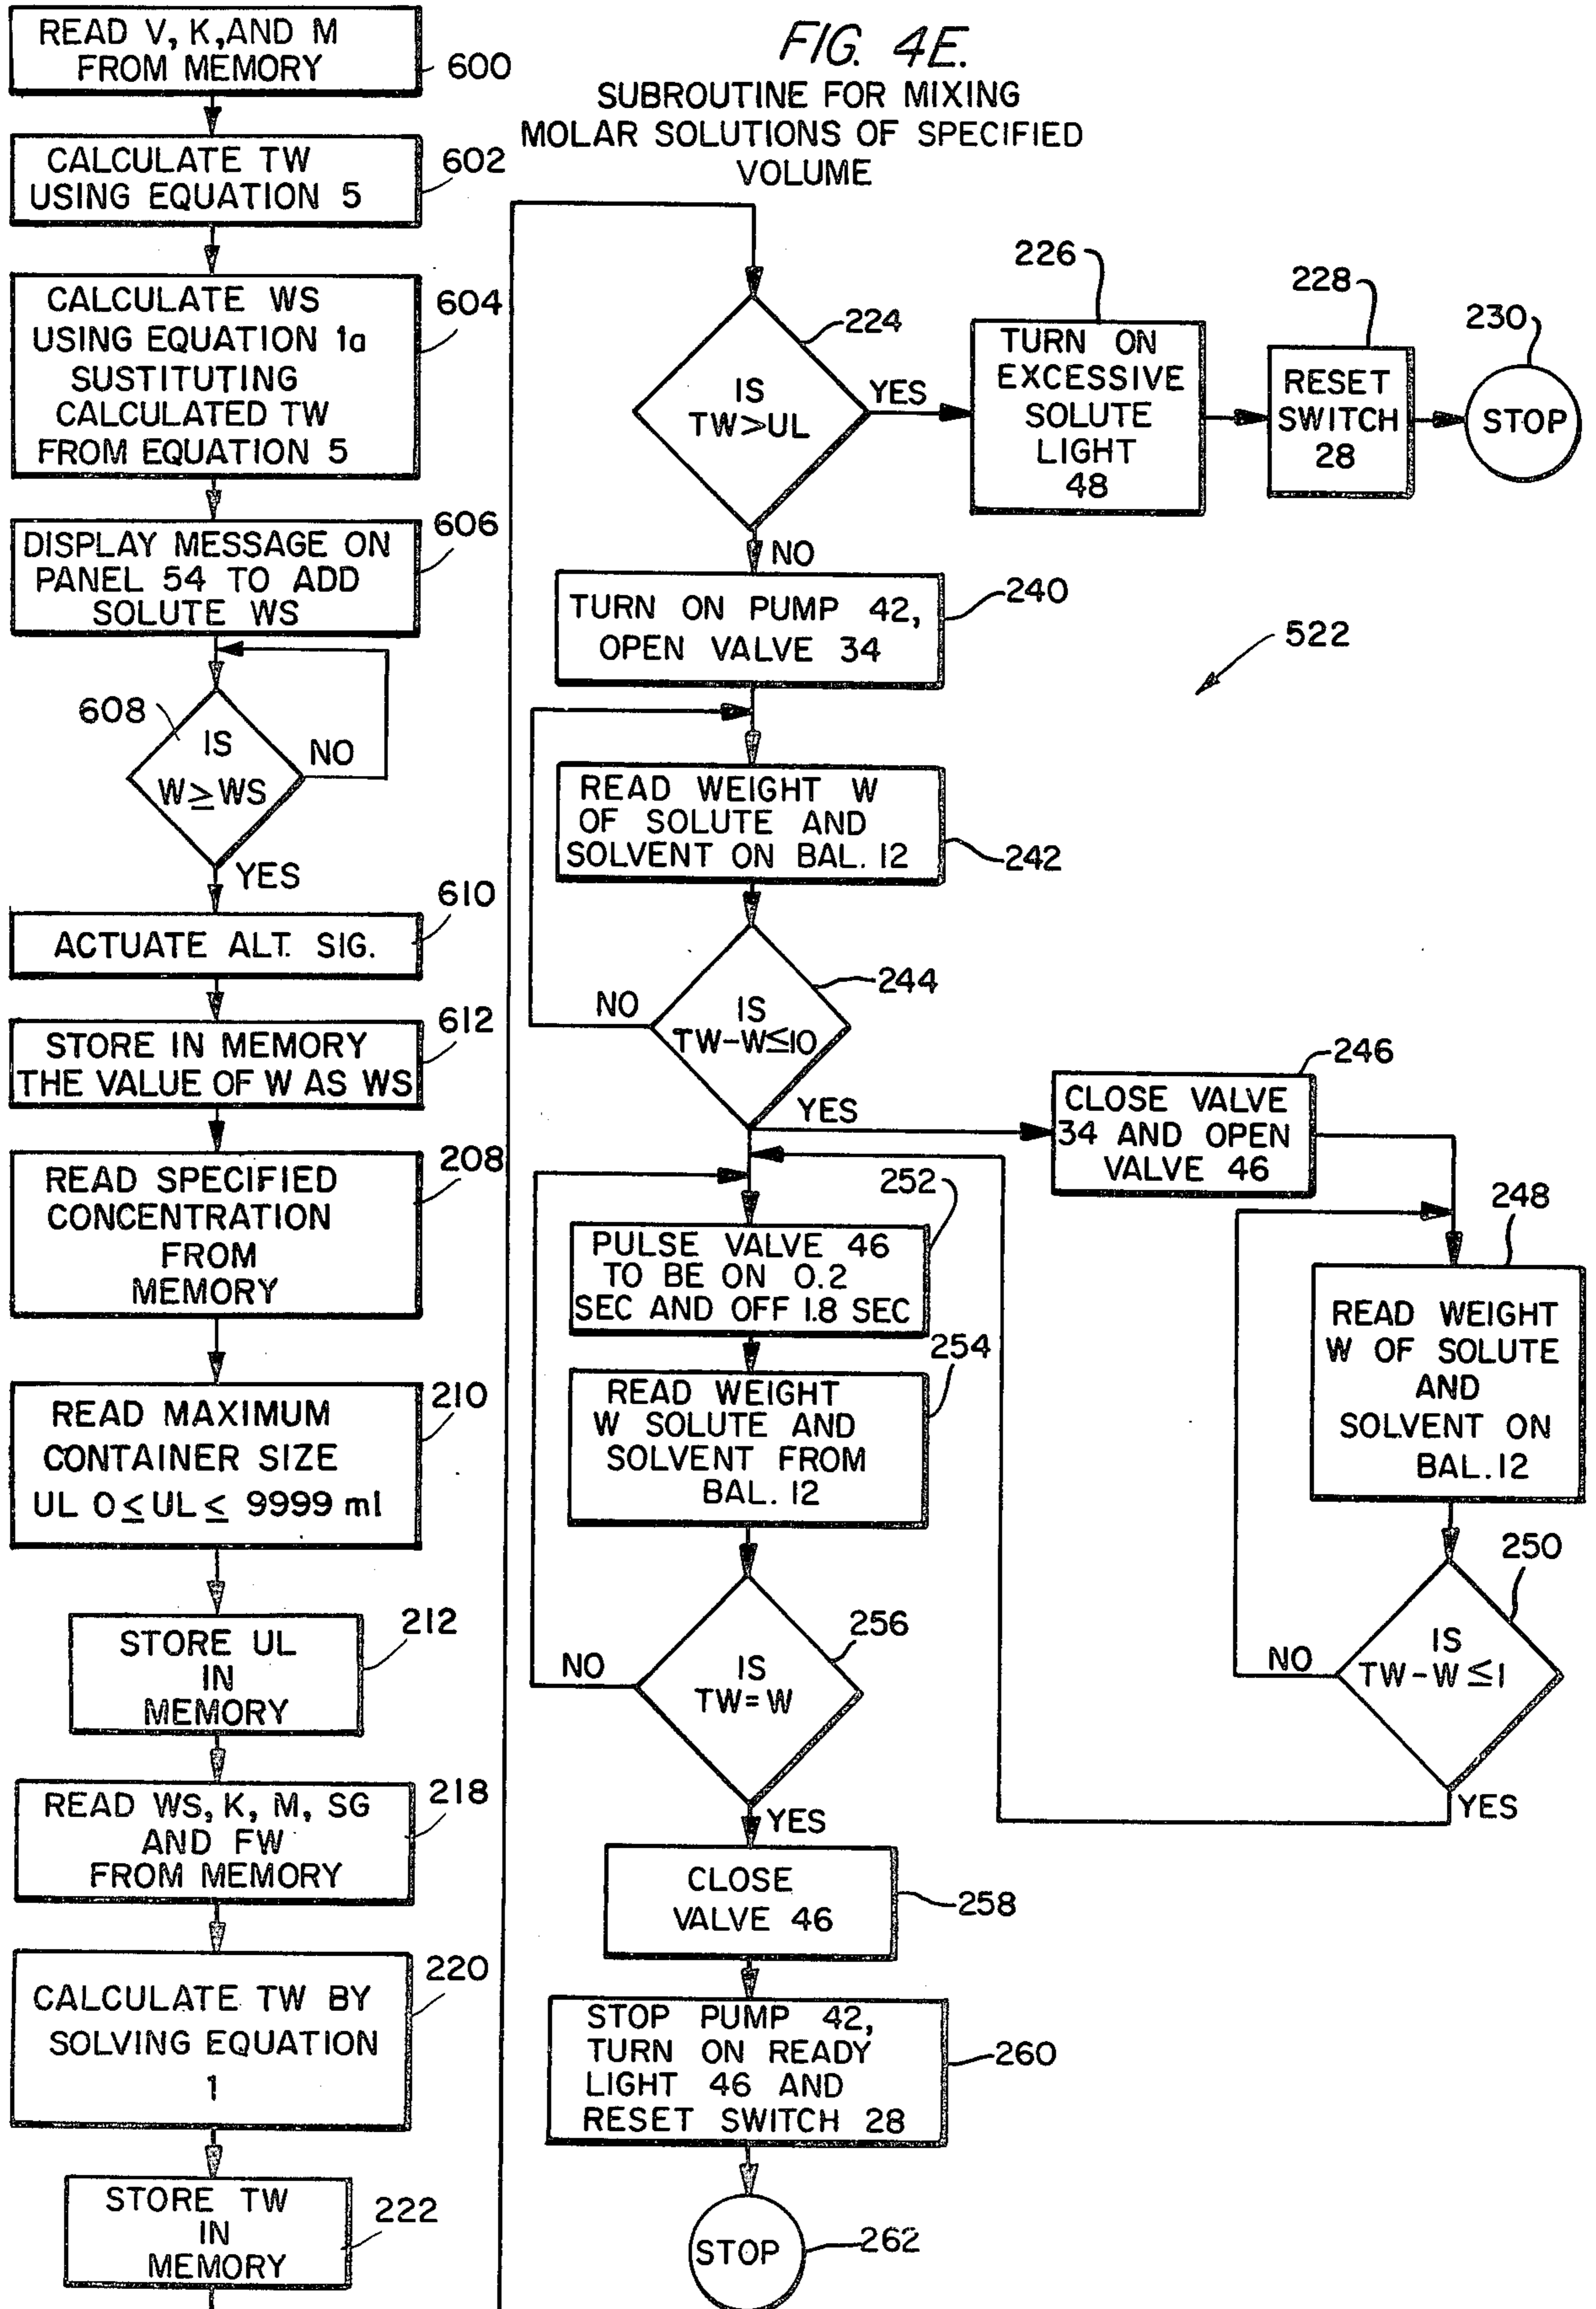 FIG. 4E.
SUBROUTINE FOR MIXING
MOLAR SOLUTIONS OF SPECIFIED
VOLUME
READ V, K, AND M
FROM MEMORY
600
CALCULATE TW
USING EQUATION 5
602
CALCULATE WS
USING EQUATION 1a
SUSTITUTING
CALCULATED TW
FROM EQUATION 5
604
DISPLAY MESSAGE ON
PANEL 54 TO ADD
SOLUTE WS
606
608
IS
W≥WS
NO
YES
ACTUATE ALT. SIG.
610
STORE IN MEMORY
THE VALUE OF W AS WS
612
READ SPECIFIED
CONCENTRATION
FROM
MEMORY
208
READ MAXIMUM
CONTAINER SIZE
UL 0≤UL≤ 9999 ml
210
STORE UL
IN
MEMORY
212
READ WS, K, M, SG
AND FW
FROM MEMORY
218
CALCULATE TW BY
SOLVING EQUATION
1
220
STORE TW
IN
MEMORY
222
IS
TW>UL
224
YES
NO
TURN ON
EXCESSIVE
SOLUTE
LIGHT
48
226
RESET
SWITCH
28
228
STOP
230
TURN ON PUMP 42,
OPEN VALVE 34
240
522
READ WEIGHT W
OF SOLUTE AND
SOLVENT ON BAL. 12
242
IS
TW-W≤10
244
NO
YES
CLOSE VALVE
34 AND OPEN
VALVE 46
246
READ WEIGHT
W OF SOLUTE
AND
SOLVENT ON
BAL. 12
248
IS
TW-W≤1
250
NO
YES
PULSE VALVE 46
TO BE ON 0.2
SEC AND OFF 1.8 SEC
252
READ WEIGHT
W SOLUTE AND
SOLVENT FROM
BAL. 12
254
IS
TW=W
256
NO
YES
CLOSE
VALVE 46
258
STOP PUMP 42,
TURN ON READY
LIGHT 46 AND
RESET SWITCH 28
260
STOP
262